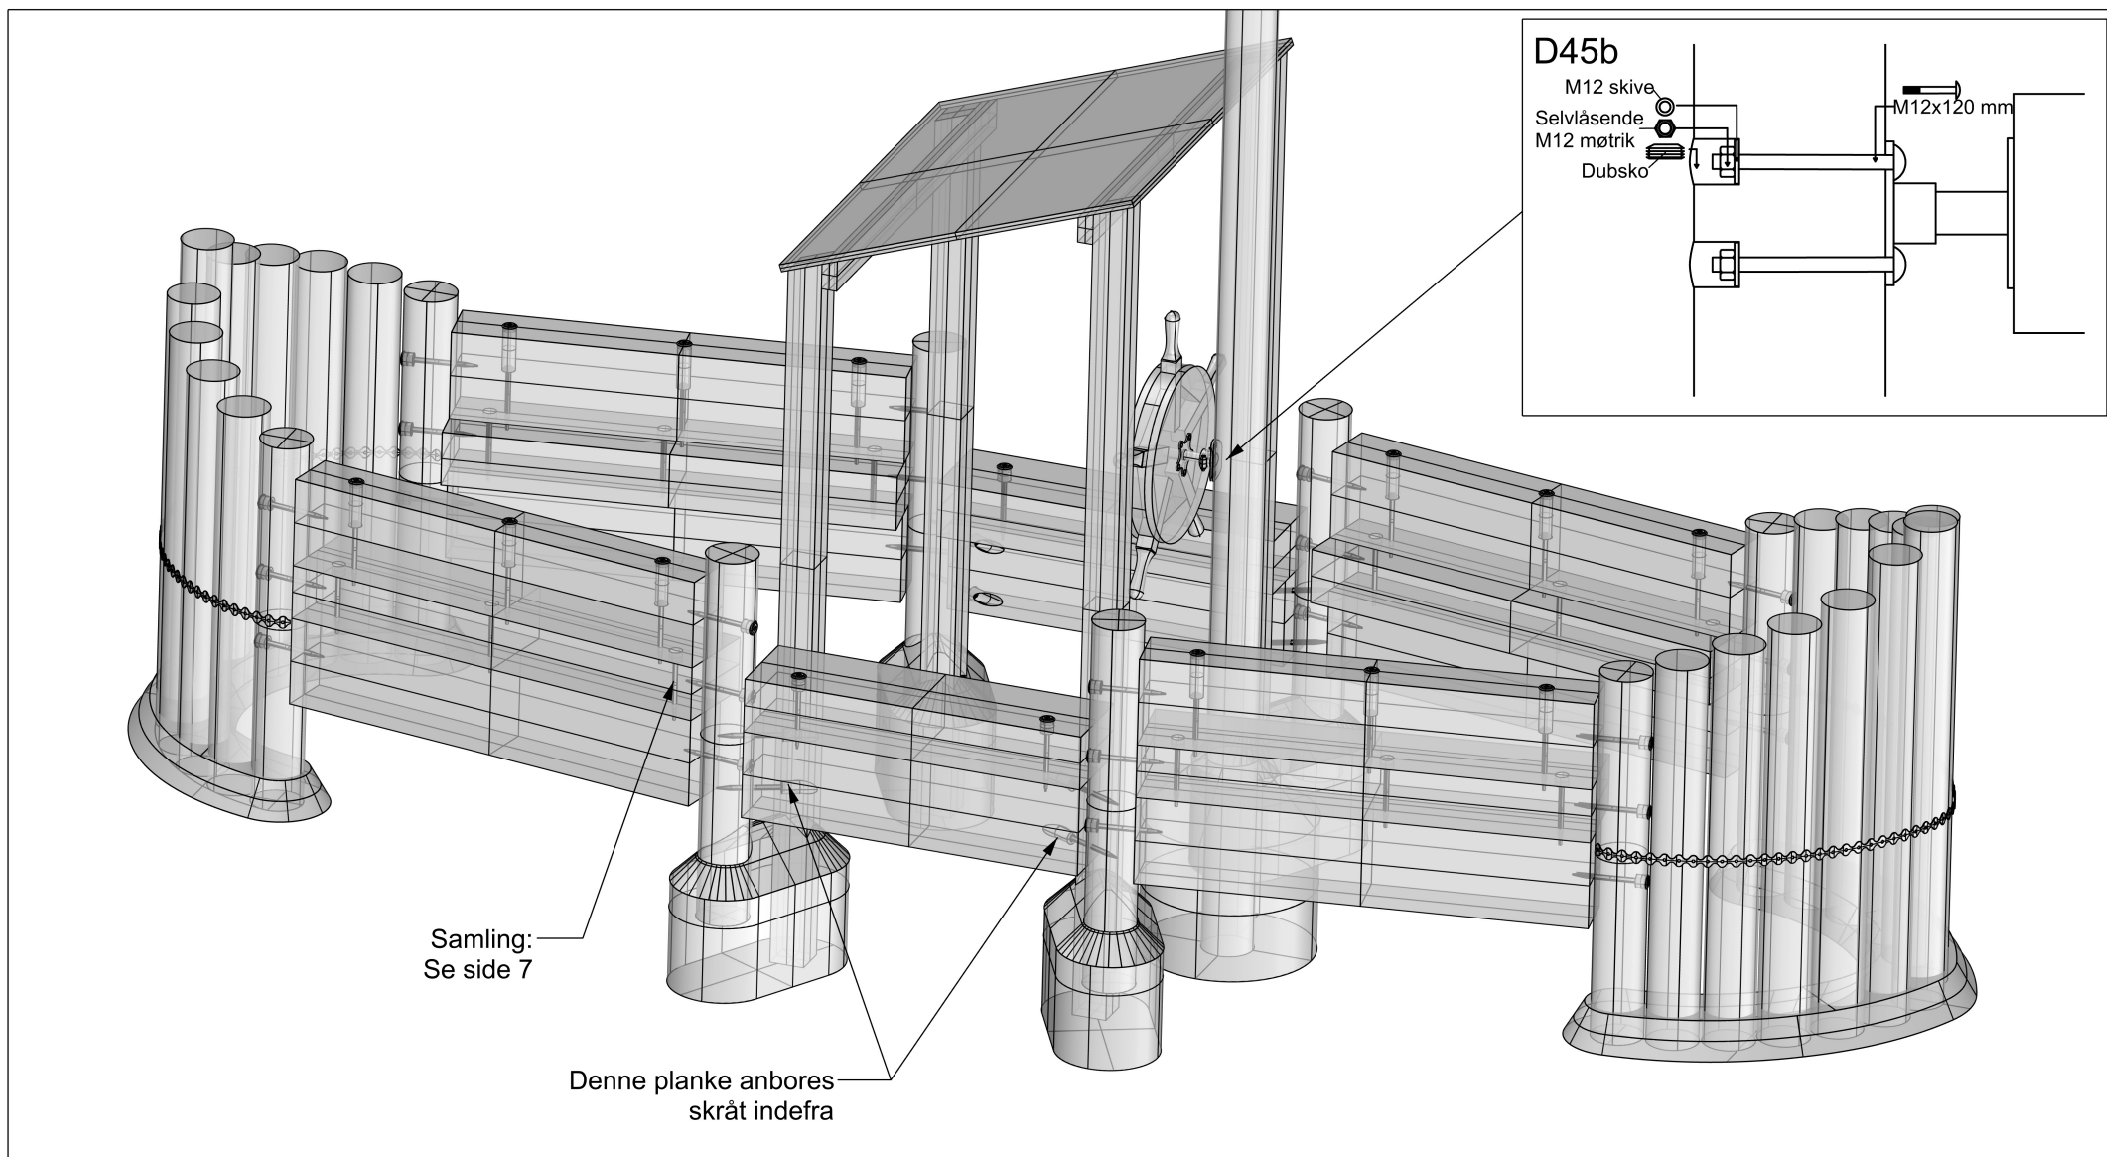 D45b
M12 skive
M12x120 mm
Selvlåsende
M12 møtrik
Dubsko
Samling:
Se side 7
Denne planke anbores
skråt indefra